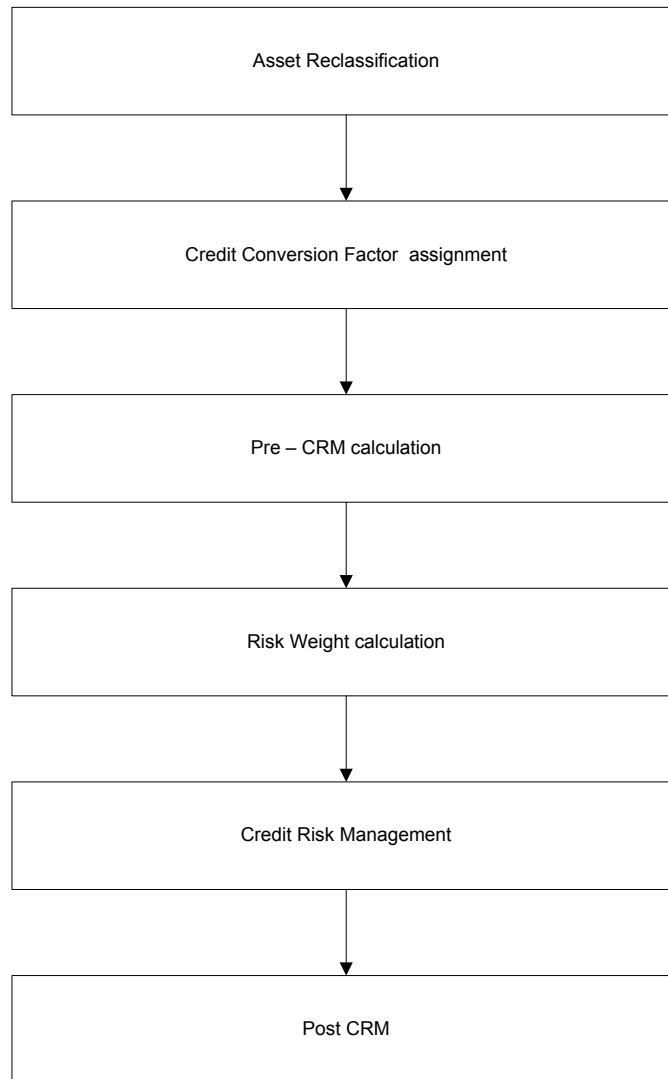 Asset Reclassification
Credit Conversion Factor  assignment
Pre – CRM calculation
Risk Weight calculation
Credit Risk Management
Post CRM